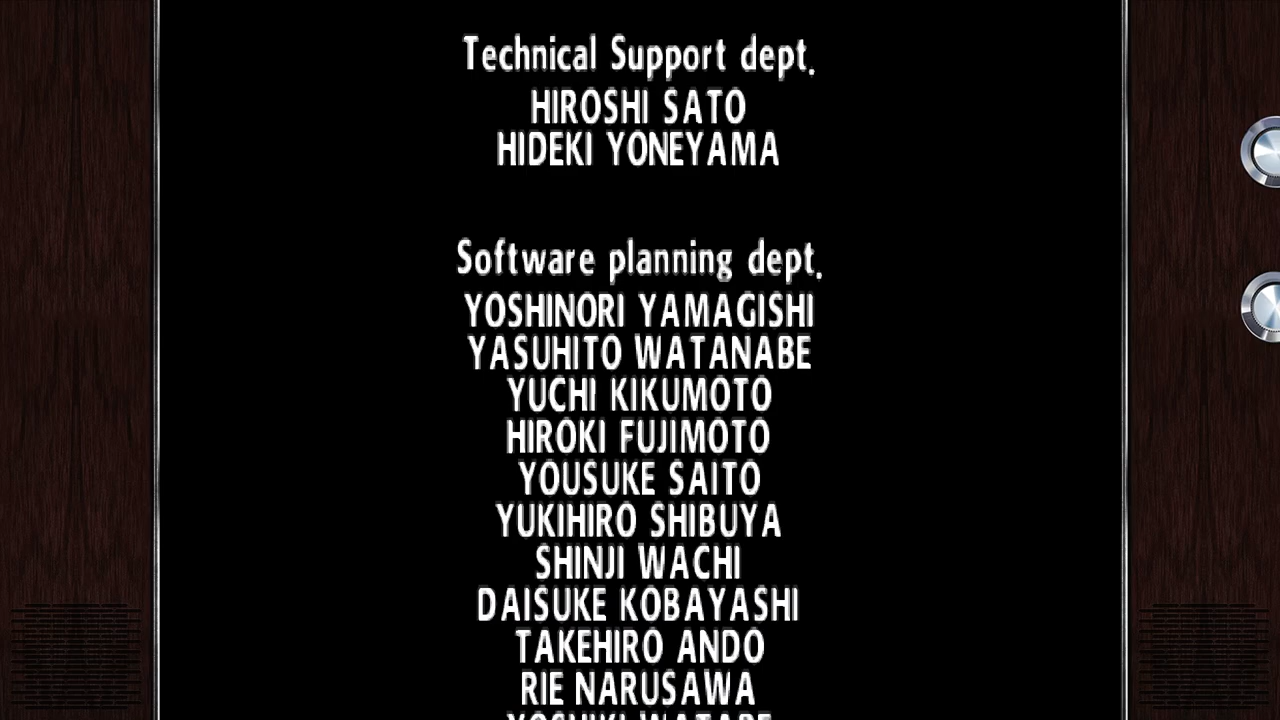 Technical Support dept.
HIROSHI SATO
HIDEKI YONEYAMA
Software planning dept.
YOSHINORI YAMAGISHI
YASUHITO WATANABE
YUCHI KIKUMOTO
HIROKI FUJIMOTO
YOUSUKE SAITO
YUKIHIRO SHIBUYA
SHINJI WACHI
DAISUKE KOBAYASHI
TAKEHIRO ANDO
RIE NARUSAWA